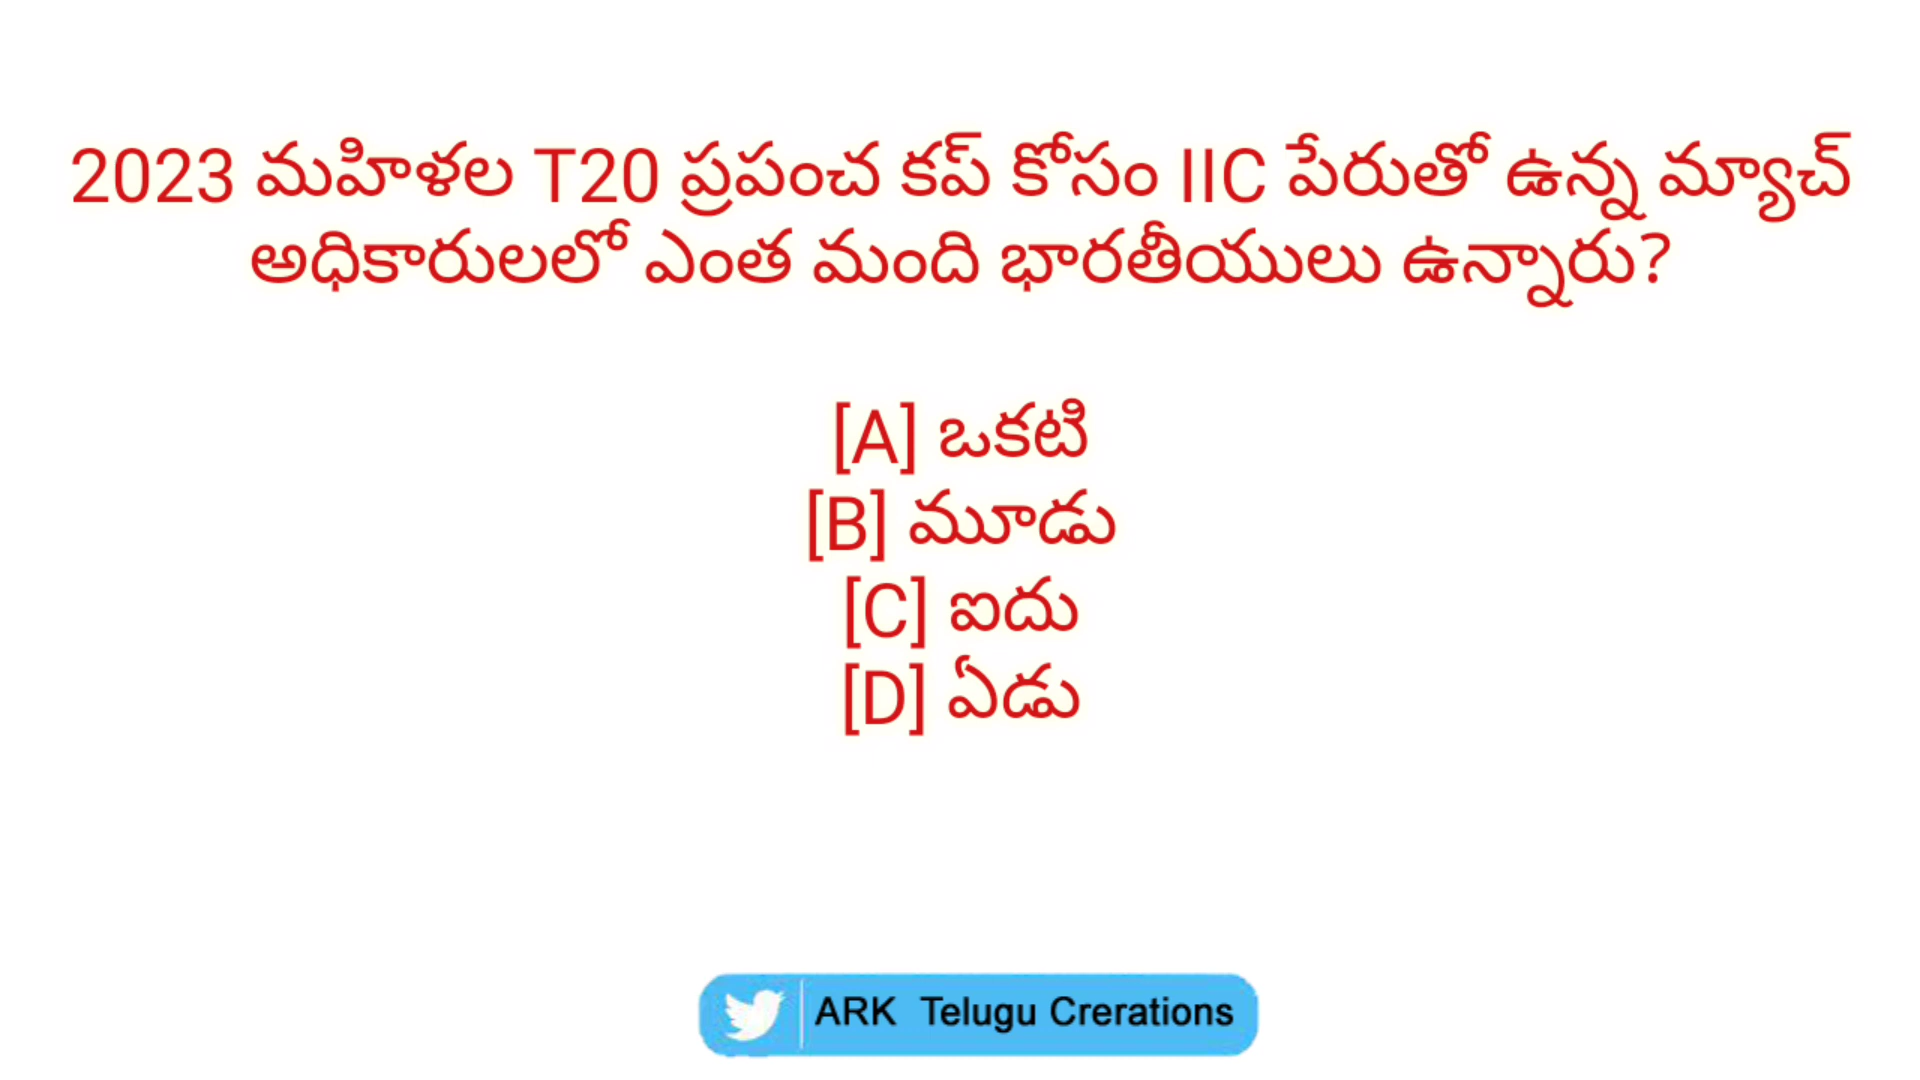 2023 మహిళల T20 ప్రపంచ కప్ కోసం IIC పేరుతో ఉన్న మ్యాచ్
అధికారులలో ఎంత మంది భారతీయులు ఉన్నారు?
[A] ఒకటి
[B] మూడు
[C] ఐదు
[D] ఏడు
ARK Telugu Crerations